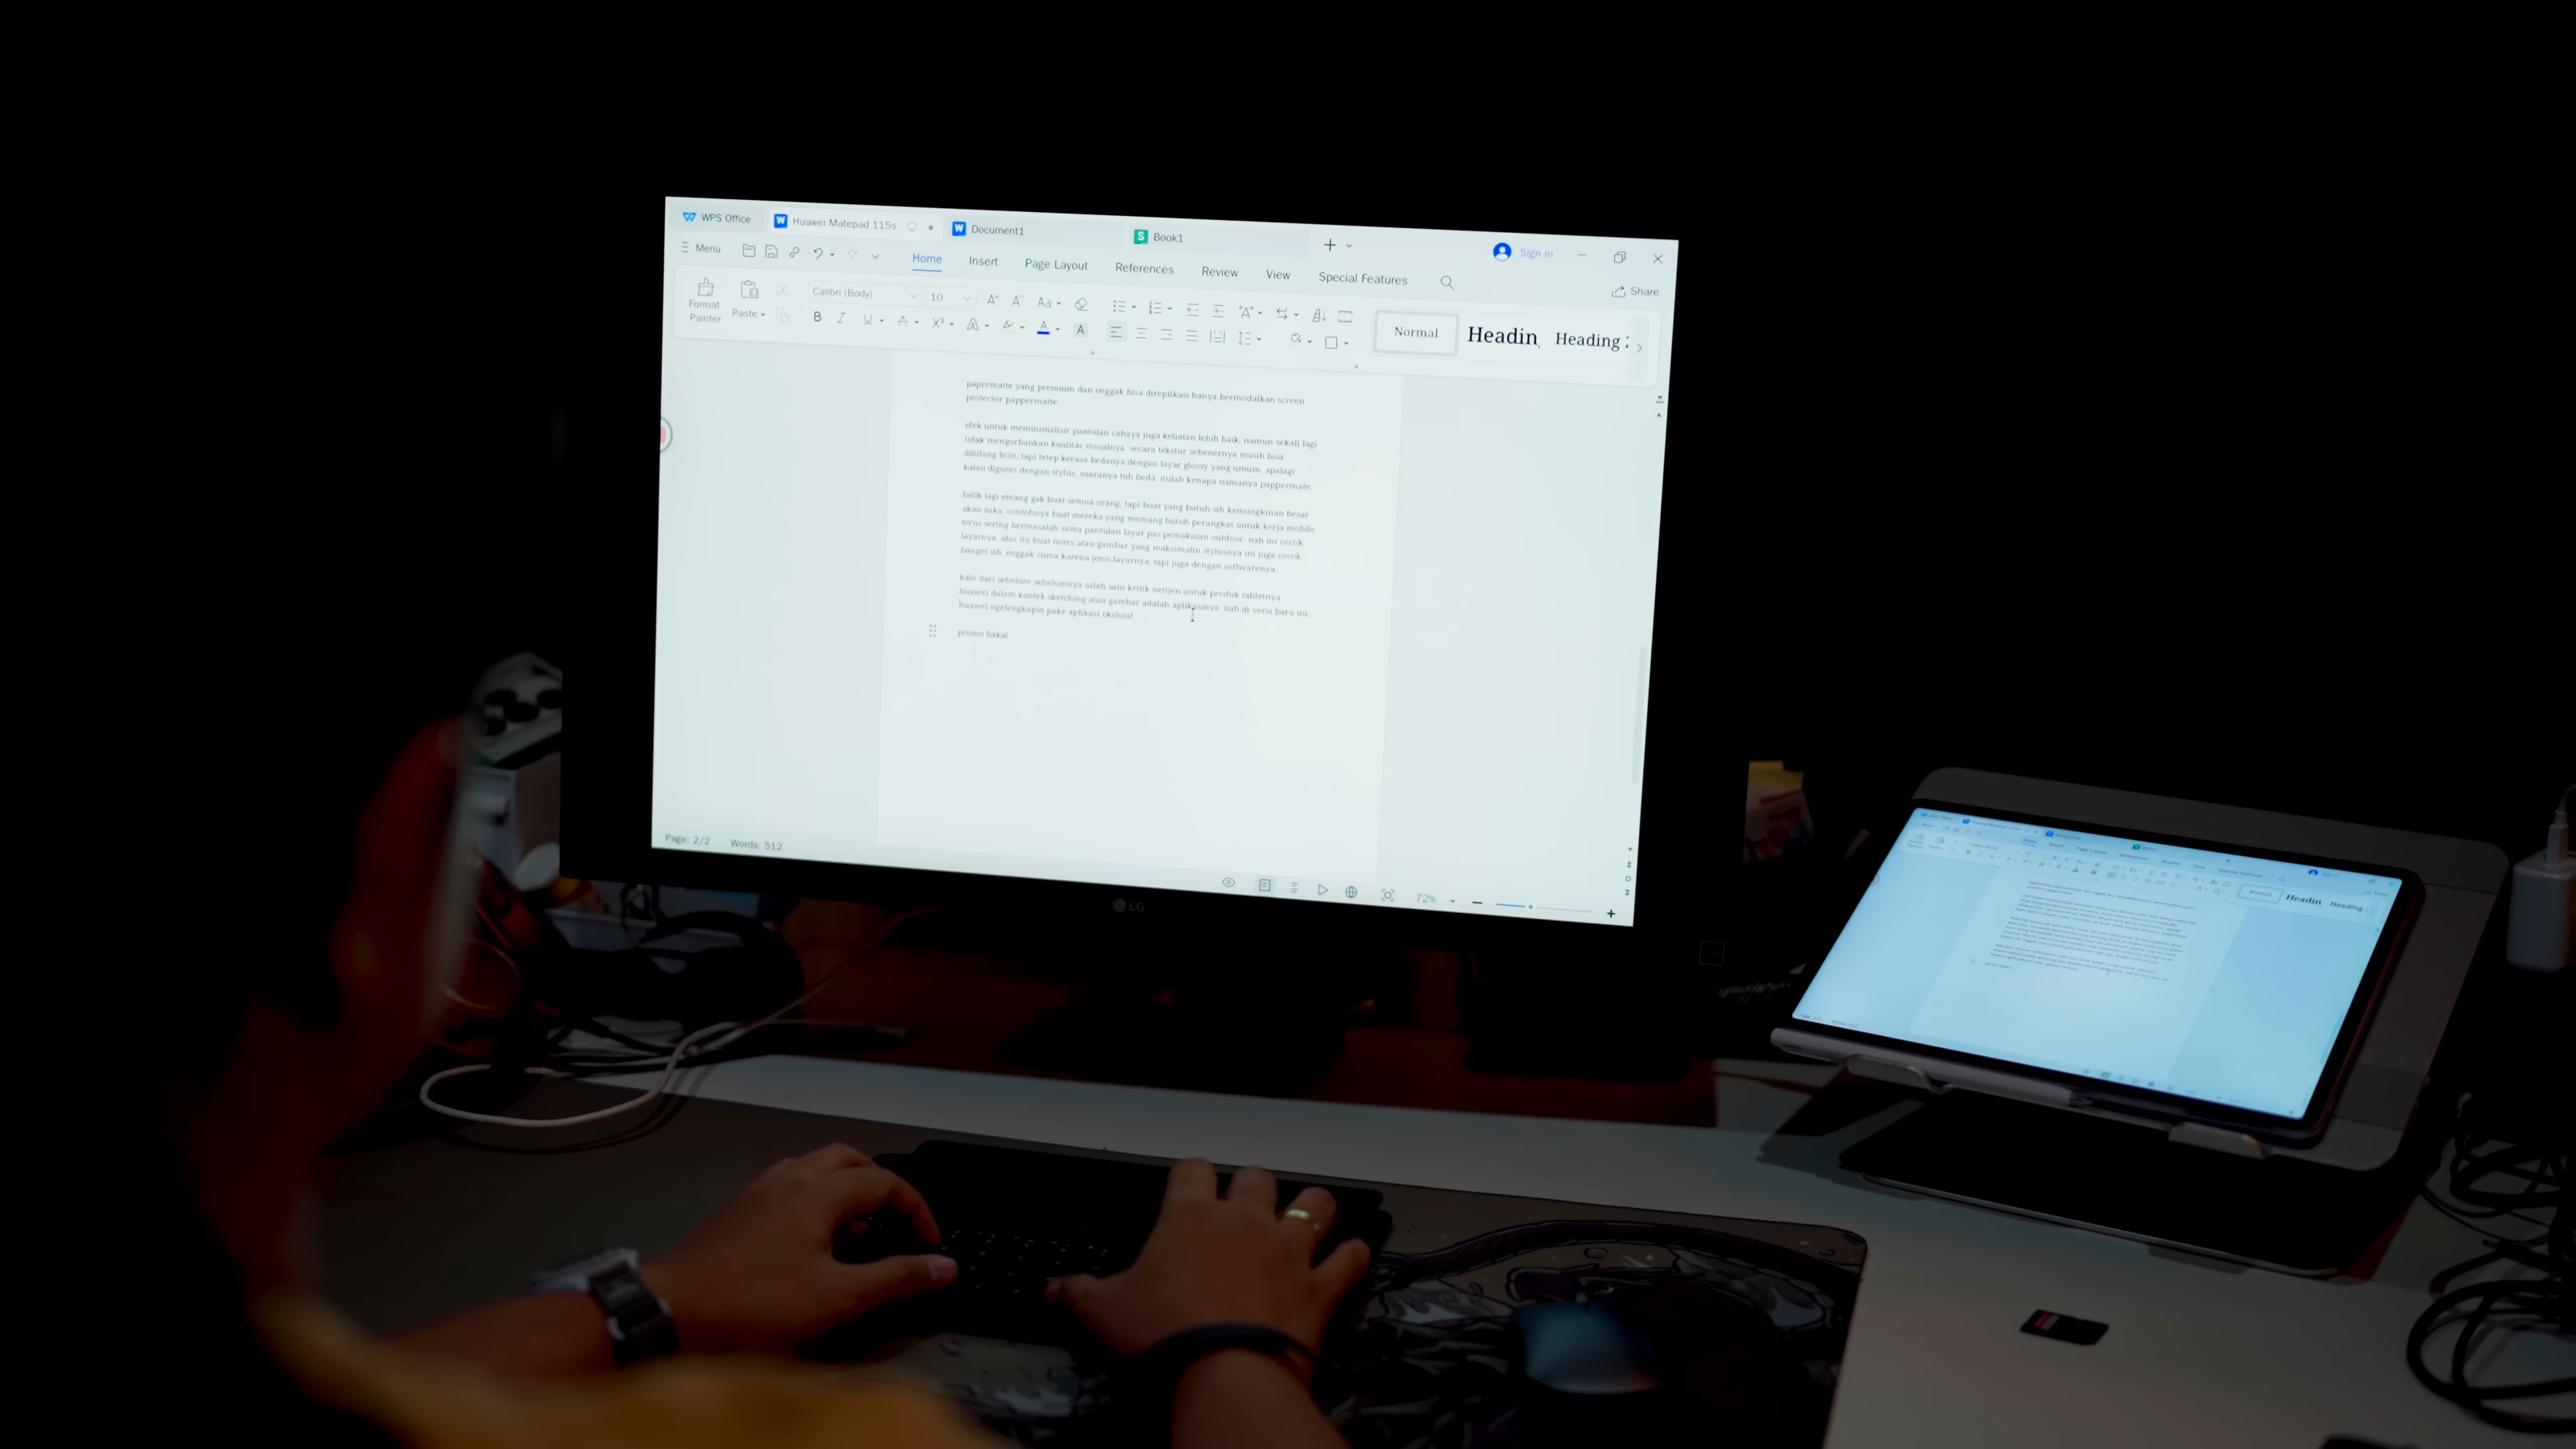 WPS Office
Huawei Matepad 115s
Document1
Book1
Sign in
Menu
Home
Insert
Page Layout
References
Review
View
Special Features
Share
Format
Painter
Paste
Calibri (Body)
10
Normal
Headin
Heading 2
papermatte yang premium dan enggak bisa direplikasi hanya bermodalkan screen
protector pappermatte
efek untuk meminimalisir pantulan cahaya juga keliatan lebih baik, namun sekali lagi
tidak mengorbankan kualitas visualnya. secara tekstur sebenernya masih bisa
dibilang licin, tapi tetep kerasa bedanya dengan layar glossy yang umum. apalagi
kalau digores dengan stylus, suaranya tuh beda. itulah kenapa namanya pappermate.
balik lagi emang gak buat semua orang, tapi buat yang butuh sih kemungkinan besar
akan suka. contohnya buat mereka yang memang butuh perangkat untuk kerja mobile
terus sering bermasalah sama pantulan layar pas pemakaian outdoor. nah ini cocok
layarnya. alas itu buat notes atau gambar yang maksimalin stylusnya ini juga cocok
banget sih. enggak cuma karena jenis layarnya, tapi juga dengan softwarenya.
kalo dari sebelum-sebelumnya salah satu kritik netijen untuk produk tabletnya
huawei dalam kontek sketching atau gambar adalah aplikasinya. nah di versi baru ini,
huawei ngelengkapin pake aplikasi ekslusif
promo bakal
Page: 2/2
Words: 512
72%
LG
Headin
Heading